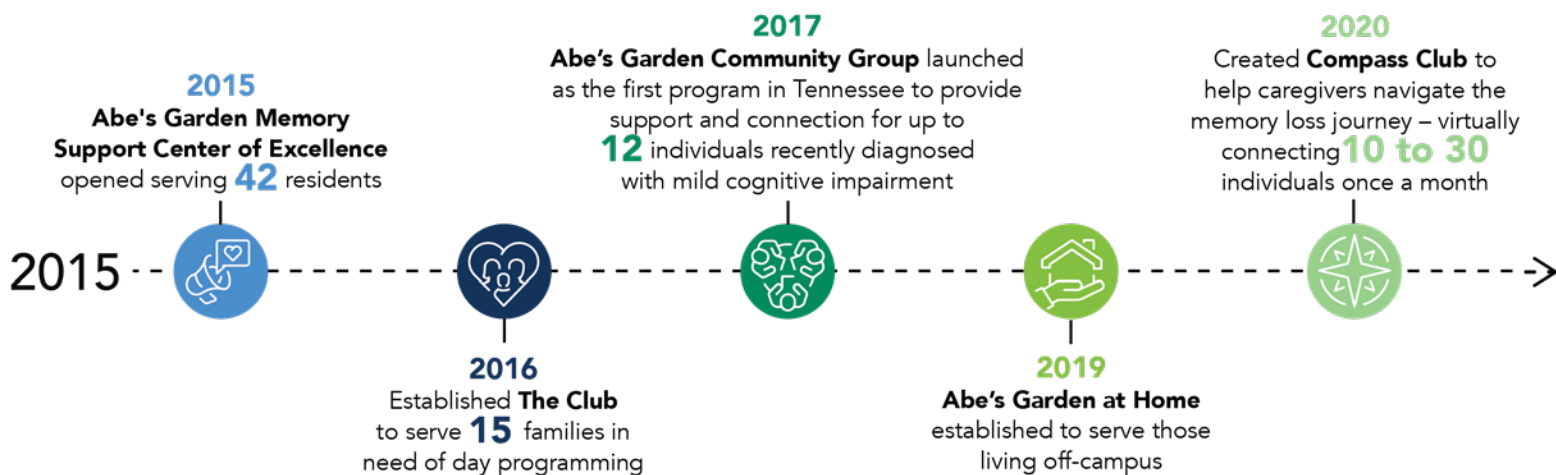 2015
2015
Abe's Garden Memory
Support Center of Excellence
opened serving 42 residents
2016
Established The Club
to serve 15 families in
need of day programming
2017
Abe’s Garden Community Group launched
as the first program in Tennessee to provide
support and connection for up to
12 individuals recently diagnosed
with mild cognitive impairment
2019
Abe’s Garden at Home
established to serve those
living off-campus
2020
Created Compass Club to
help caregivers navigate the
memory loss journey – virtually
connecting 10 to 30
individuals once a month